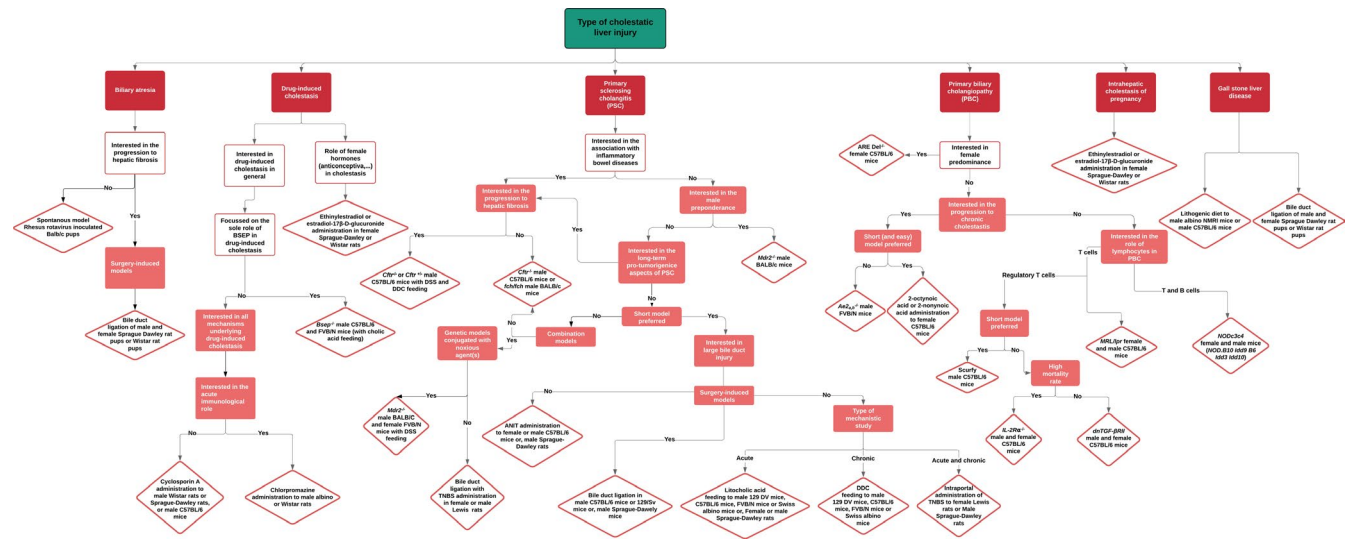 Type of cholestatic
liver injury
Biliary atresia
Drug-induced
cholestasis
Primary
sclerosing
cholangitis
(PSC)
Primary biliary
cholangiopathy
(PBC)
Intrahepatic
cholestasis of
pregnancy
Gall stone liver
disease
Interested in
the progression to
hepatic fibrosis
No
Yes
Spontanous model
Rhesus rotavirus inoculated
Balb/c pups
Surgery-induced
models
Bile duct
ligation of male and
female Sprague Dawley rat
pups or Wistar rat
pups
Interested in
drug-induced
cholestasis in
general
Role of female
hormones
(anticonceptiva,...)
in cholestasis
Focussed on the
sole role of
BSEP in
drug-induced
cholestasis
Ethinylestradiol or
estradiol-17β-D-glucuronide
administration in female
Sprague-Dawley or
Wistar rats
No
Yes
Interested in all
mechanisms
underlying
drug-induced
cholestasis
Bsep-/- male C57BL/6
and FVB/N mice (with cholic
acid feeding)
Interested in
the acute
immunological
role
No
Yes
Cyclosporin A
administration to
male Wistar rats or
Sprague-Dawley rats,
or male C57BL/6
mice
Chlorpromazine
administration to male albino
or Wistar rats
Interested in the
association with
inflammatory
bowel diseases
Yes
No
Interested in the
progression to
hepatic fibrosis
Interested in the
male
preponderance
Yes
No
Cftr-/- or Cftr +/- male
C57BL/6 mice with DSS and
DDC feeding
Cftr-/- male
C57BL/6 mice or
fch/fch male BALB/c
mice
No
Yes
Interested in the
long-term
pro-tumorigenice
aspects of PSC
Mdr2-/- male
BALB/c mice
Yes
No
Short model
preferred
No
Yes
Combination
models
No
Yes
Genetic models
conjugated with
noxious
agent(s)
Interested in
large bile duct
injury
Yes
No
Mdr2-/-
male BALB/C
and female FVB/N
mice with DSS
feeding
Bile duct
ligation with
TNBS administration
in female or male
Lewis rats
Surgery-induced
models
No
Yes
No
ANIT administration
to female or male C57BL/6
mice or, male Sprague-
Dawley rats
Type of
mechanistic
study
Bile duct ligation in
male C57BL/6 mice or 129/Sv
mice or, male Sprague-Dawely
mice
Acute
Chronic
Acute and chronic
Litocholic acid
feeding to male 129 DV mice,
C57BL/6 mice, FVB/N mice or Swiss
albino mice or, Female or male
Sprague-Dawley rats
DDC
feeding to male
129 DV mice, C57BL/6
mice, FVB/N mice or
Swiss albino
mice
Intraportal
administration of
TNBS to female Lewis
rats or Male
Sprague-Dawley
rats
ARE Del-/-
female C57BL/6
mice
Yes
Interested in
female
predominance
No
Interested in the
progression to
chronic
cholestastis
Yes
No
Short (and easy)
model preferred
No
Yes
Ae2a,b-/- male
FVB/N mice
2-octynoic
acid or 2-nonynoic
acid administration
to female
C57BL/6 mice
Interested in
the role of
lymphocytes in
PBC
T cells
Regulatory T cells
T and B cells
Short model
preferred
Yes
No
Scurfy
male C57BL/6
mice
High
mortality
rate
Yes
No
IL-2Rα-/-
male and female
C57BL/6
mice
dnTGF-βRII
male and female
C57BL/6 mice
MRL/lpr female
and male C57BL/6
mice
NODc3c4
female and male mice
(NOD.B10 Idd9 B6
Idd3 Idd10)
Ethinylestradiol or
estradiol-17β-D-glucuronide
administration in female
Sprague-Dawley or
Wistar rats
Lithogenic diet to
male albino NMRI mice or
male C57BL/6 mice
Bile duct
ligation of male and
female Sprague Dawley rat
pups or Wistar rat
pups